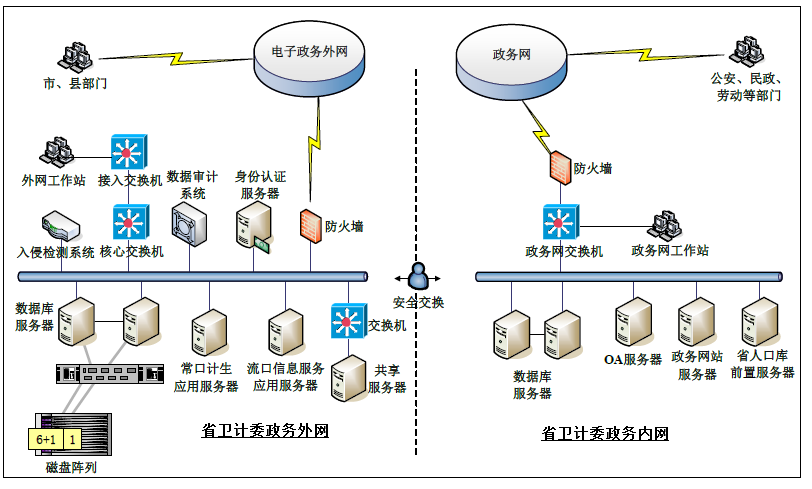 电子政务外网
市、县部门
政务网
公安、民政、
劳动等部门
外网工作站
接入交换机
数据审计
系统
身份认证
服务器
防火墙
防火墙
入侵检测系统
核心交换机
政务网交换机
政务网工作站
安全交换
数据库
服务器
常口计生
应用服务器
流口信息服务
应用服务器
交换机
共享
服务器
数据库
服务器
OA服务器
政务网站
服务器
省人口库
前置服务器
6+1
1
磁盘阵列
省卫计委政务外网
省卫计委政务内网